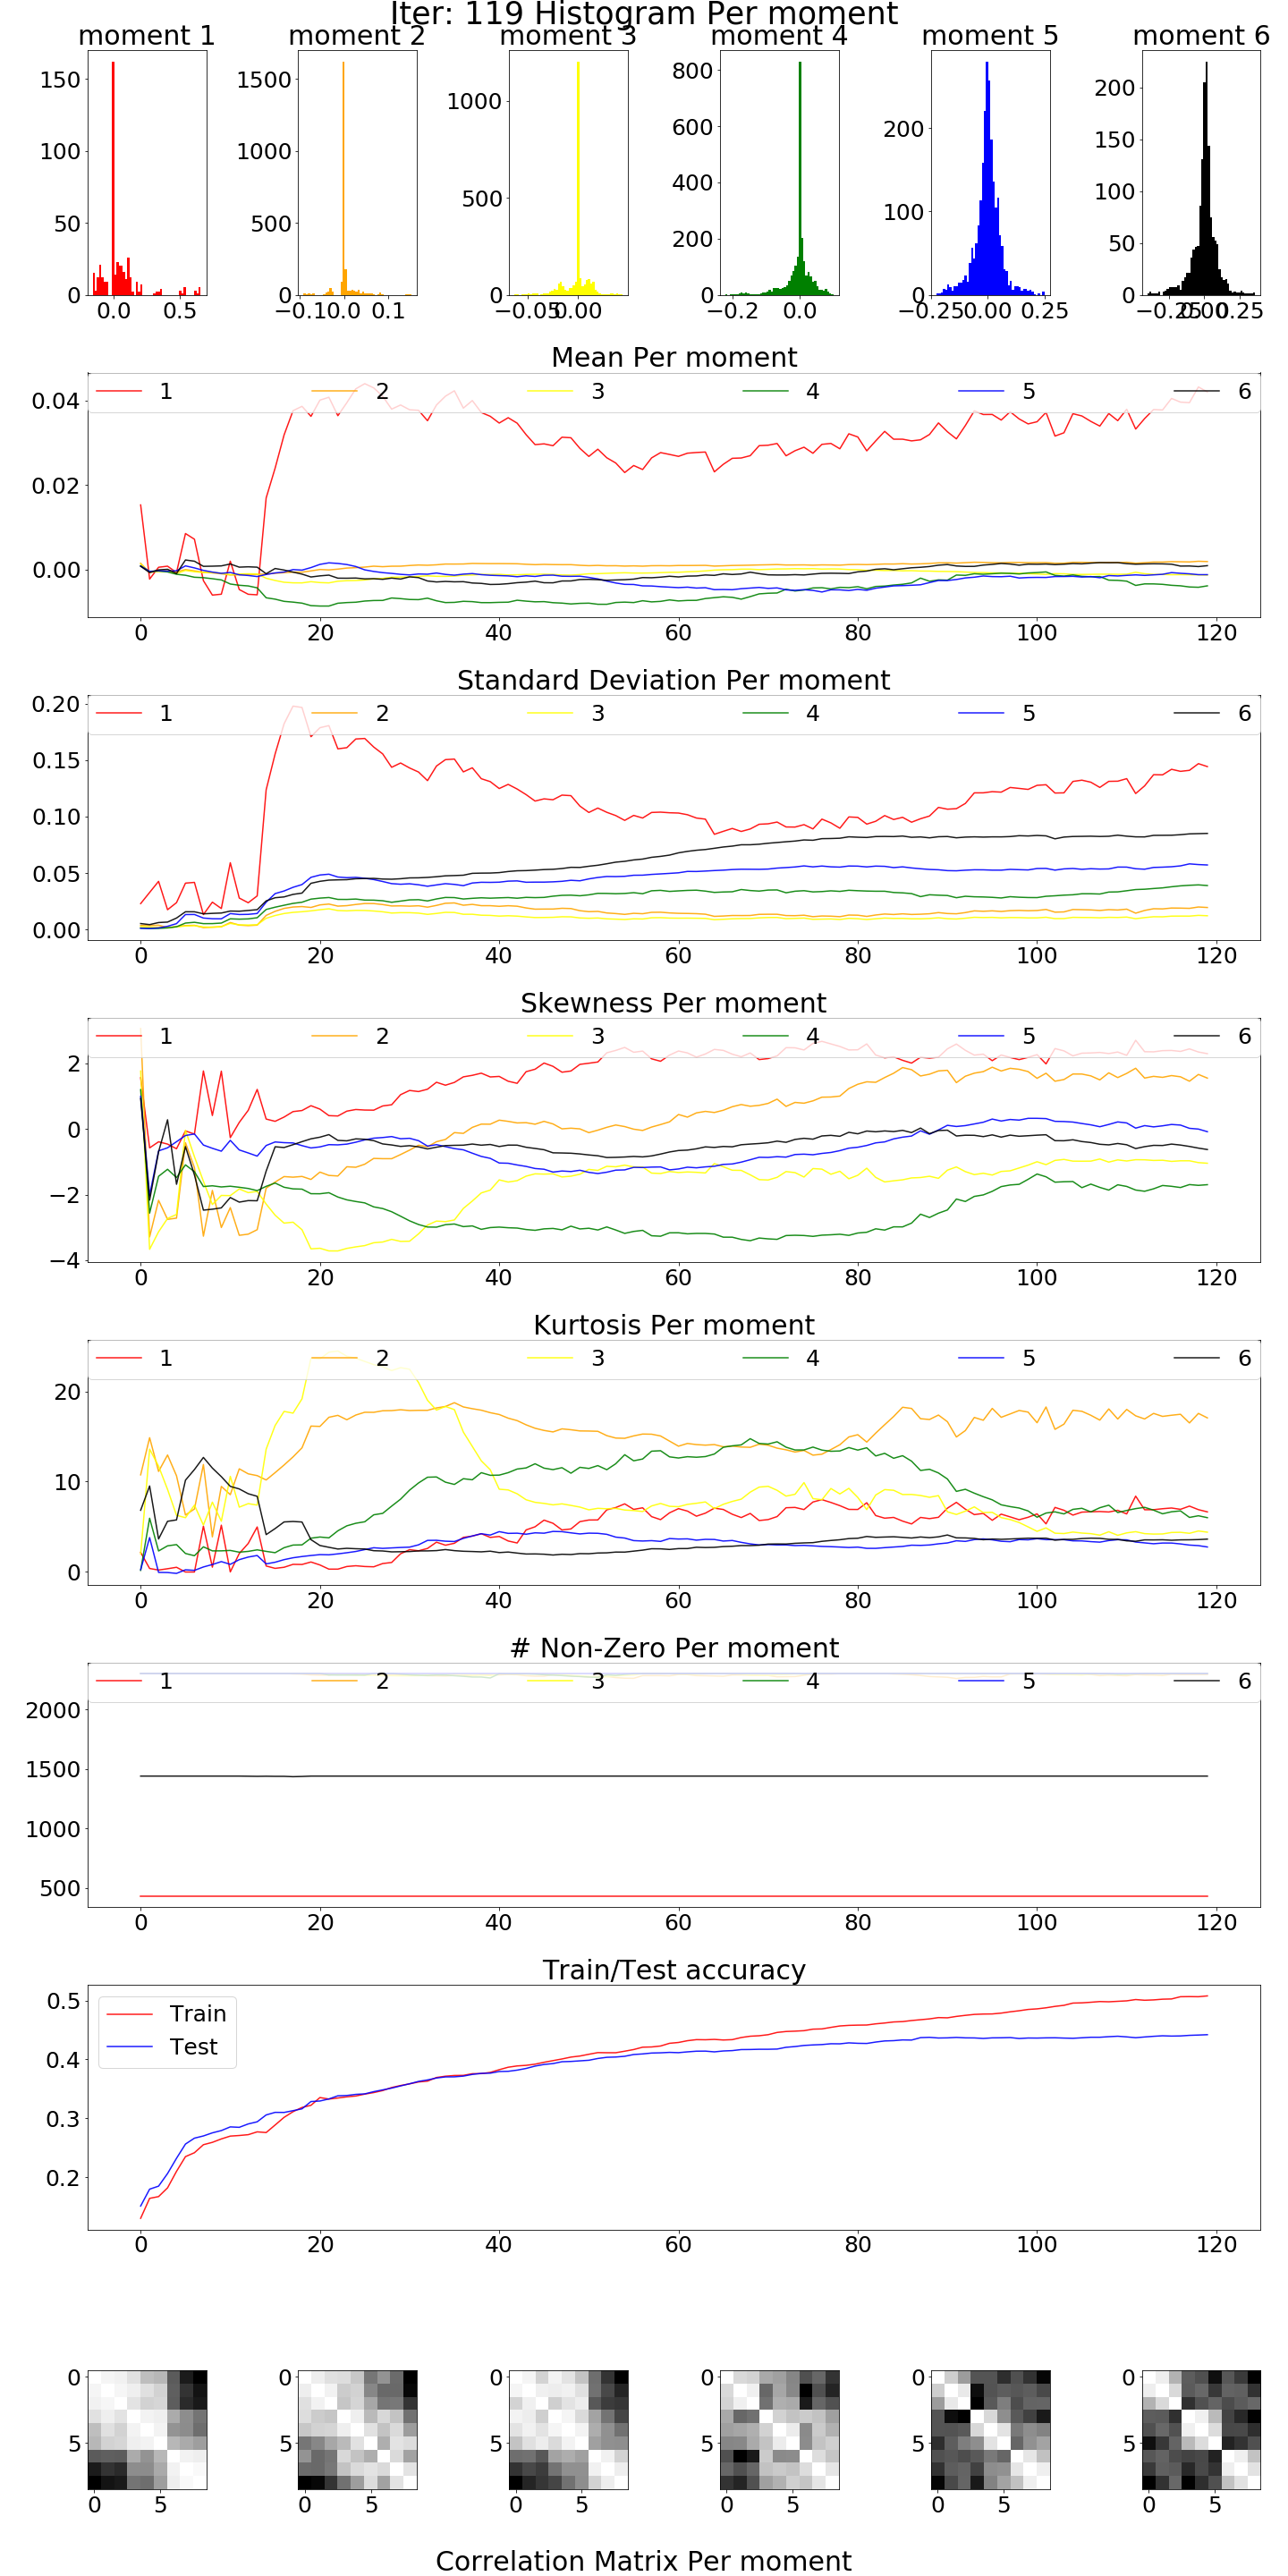 Iter: 119 Histogram Per moment
moment 1 moment 2 moment 3 moment 4 moment 5 moment 6
150 100 50 0 0.0 0.5
1500 1000 500 0 −0.1 0.0 0.1
1000 500 0 −0.05 0.00
800 600 400 200 0 −0.2 0.0
200 100 0 −0.25 0.00 0.25
200 150 100 50 0 −0.25 0.00 0.25
Mean Per moment
1 2 3 4 5 6
0.04
0.02
0.00
0 20 40 60 80 100 120
Standard Deviation Per moment
1 2 3 4 5 6
0.20
0.15
0.10
0.05
0.00
0 20 40 60 80 100 120
Skewness Per moment
1 2 3 4 5 6
2
0
−2
−4
0 20 40 60 80 100 120
Kurtosis Per moment
1 2 3 4 5 6
20
10
0
0 20 40 60 80 100 120
# Non-Zero Per moment
1 2 3 4 5 6
2000
1500
1000
500
0 20 40 60 80 100 120
Train/Test accuracy
Train
Test
0.5
0.4
0.3
0.2
0 20 40 60 80 100 120
0 0 0 0 0 0
5 5 5 5 5 5
0 5 0 5 0 5 0 5 0 5 0 5
Correlation Matrix Per moment